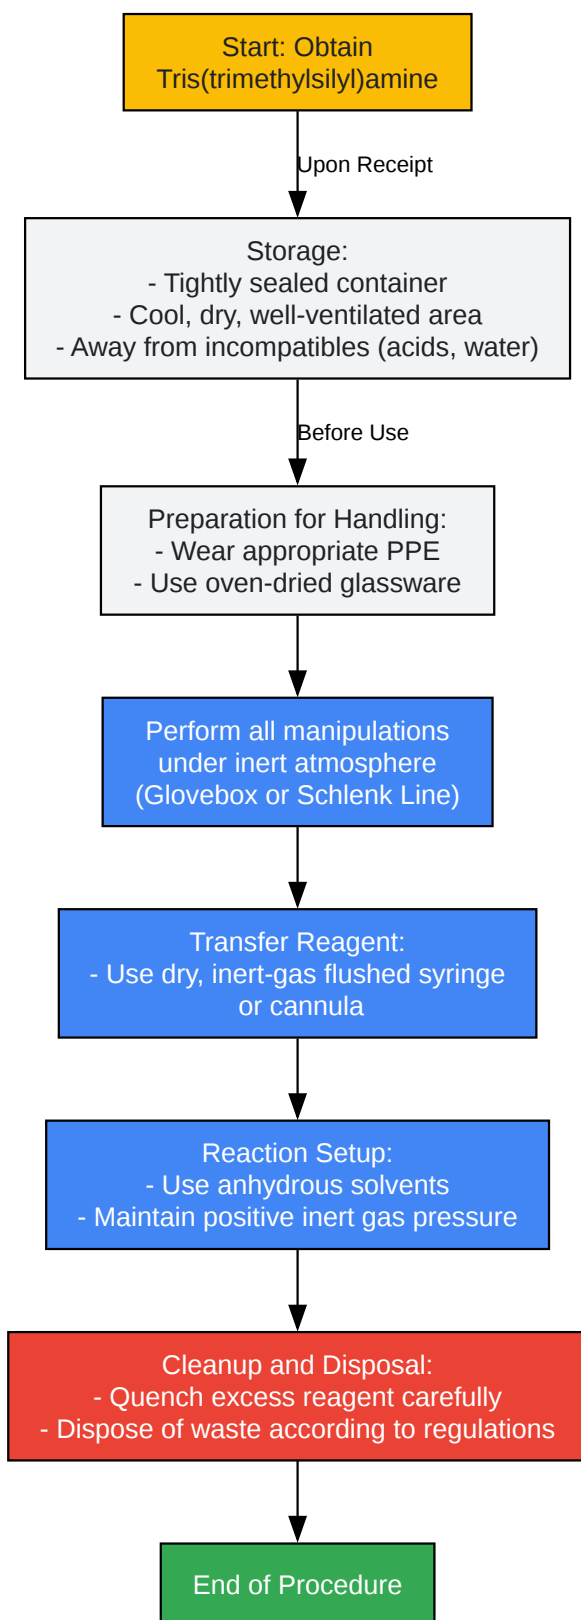 Start: Obtain
Tris(trimethylsilyl)amine
Upon Receipt
Storage:
- Tightly sealed container
- Cool, dry, well-ventilated area
- Away from incompatibles (acids, water)
Before Use
Preparation for Handling:
- Wear appropriate PPE
- Use oven-dried glassware
Perform all manipulations
under inert atmosphere
(Glovebox or Schlenk Line)
Transfer Reagent:
- Use dry, inert-gas flushed syringe
or cannula
Reaction Setup:
- Use anhydrous solvents
- Maintain positive inert gas pressure
Cleanup and Disposal:
- Quench excess reagent carefully
- Dispose of waste according to regulations
End of Procedure